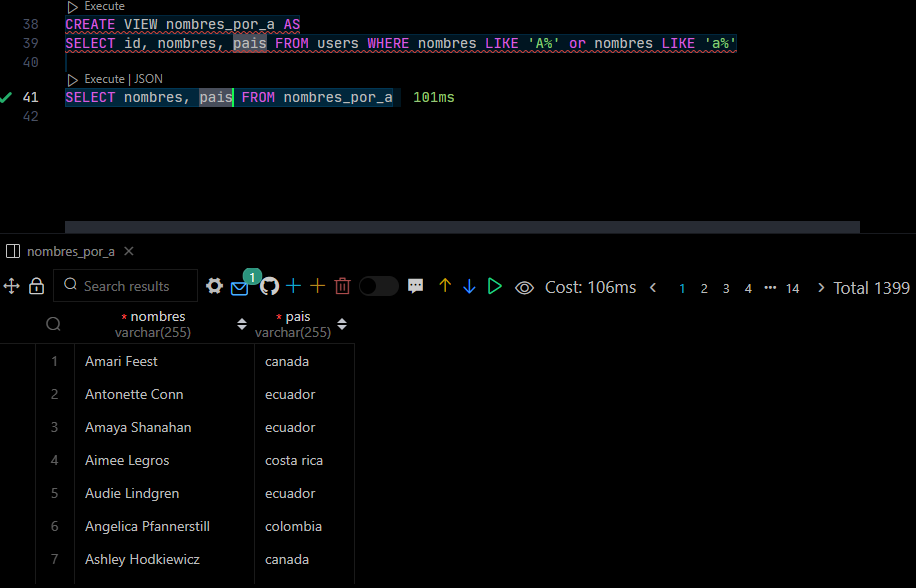 Execute
38 CREATE VIEW nombres_por_a AS
39 SELECT id, nombres, pais FROM users WHERE nombres LIKE 'A%' or nombres LIKE 'a%'
40
Execute | JSON
41 SELECT nombres, pais FROM nombres_por_a 101ms
42
nombres_por_a
Search results 1 Cost: 106ms 1 2 3 4 ••• 14 Total 1399
* nombres * pais
varchar(255) varchar(255)
1 Amari Feest canada
2 Antonette Conn ecuador
3 Amaya Shanahan ecuador
4 Aimee Legros costa rica
5 Audie Lindgren ecuador
6 Angelica Pfannerstill colombia
7 Ashley Hodkiewicz canada